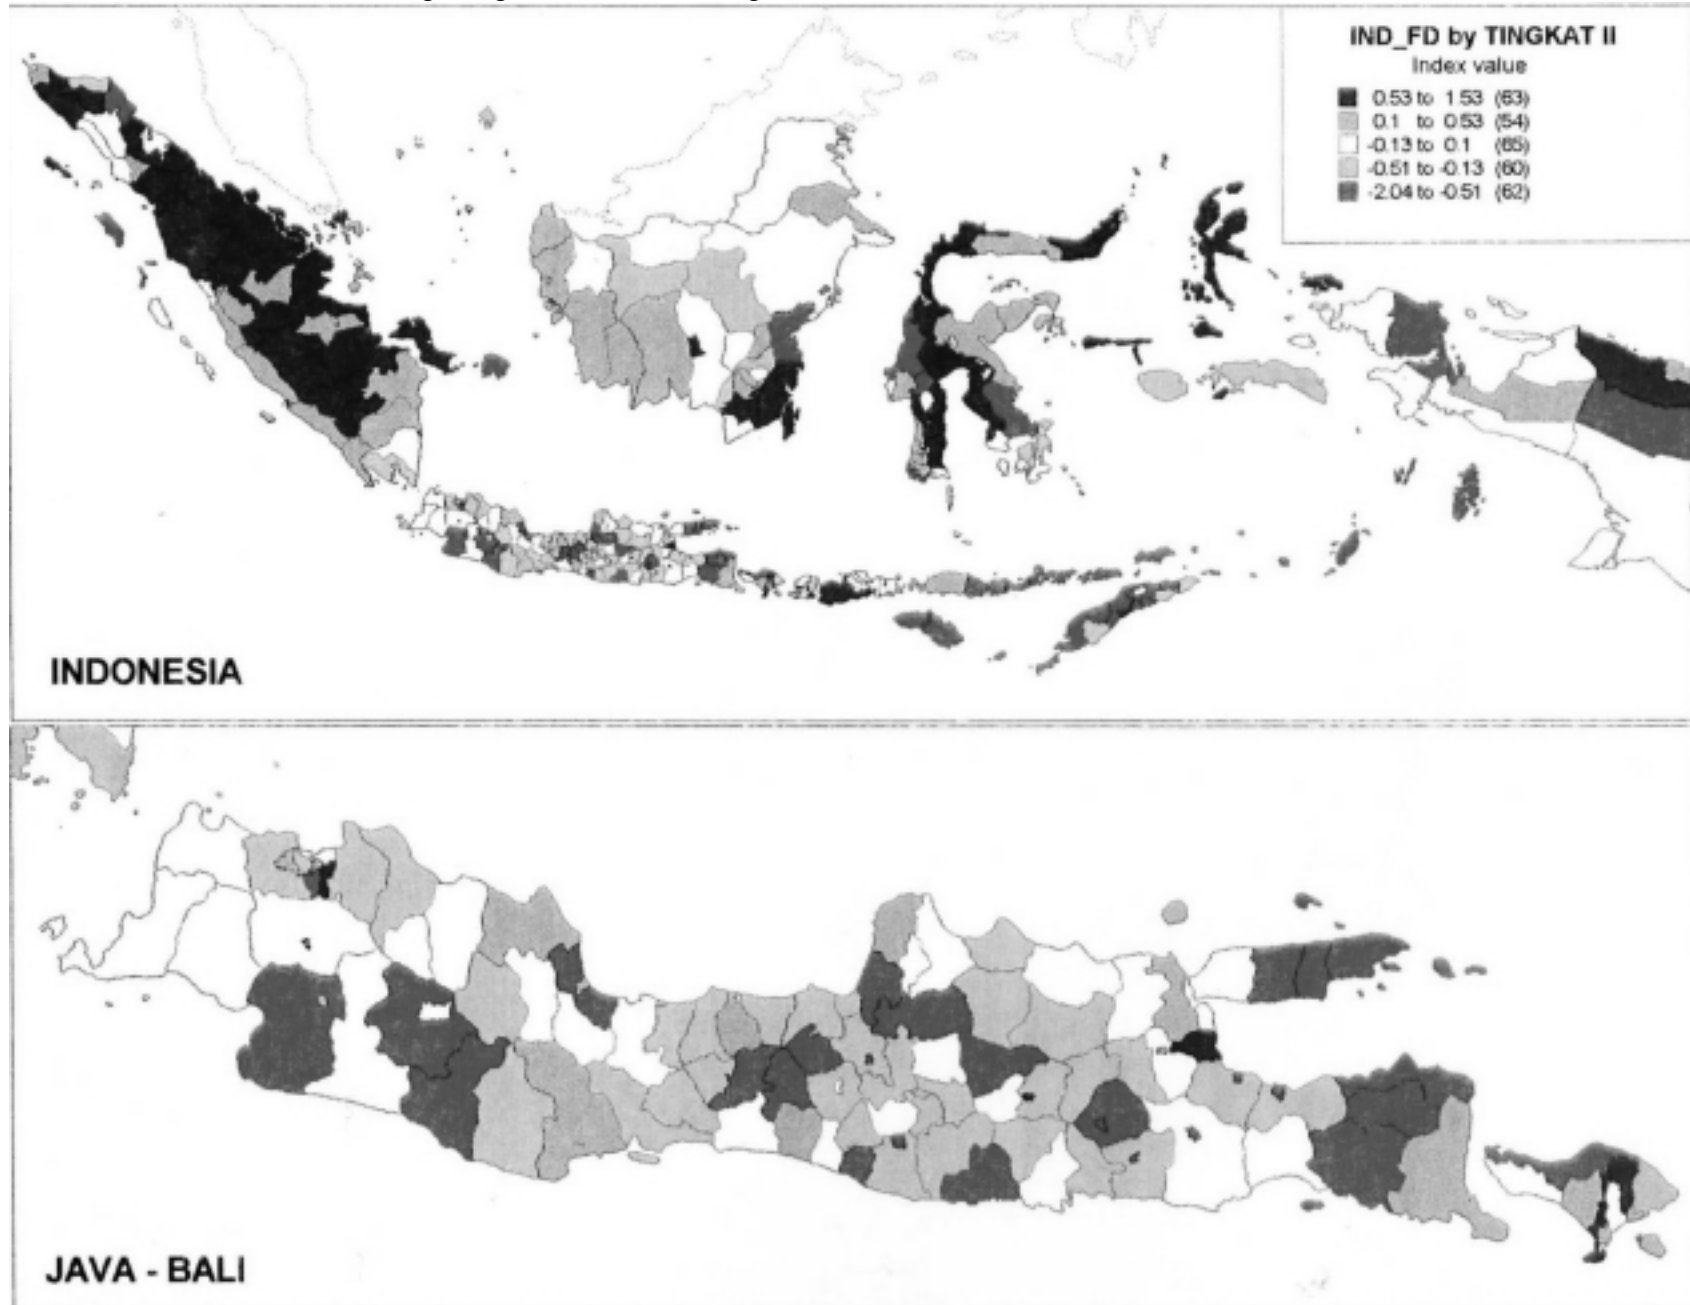 IND_FD by TINGKAT II
Index value
0.53 to 1.53 (63)
0.1 to 0.53 (54)
-0.13 to 0.1 (65)
-0.51 to -0.13 (60)
-2.04 to -0.51 (62)
INDONESIA
JAVA - BALI